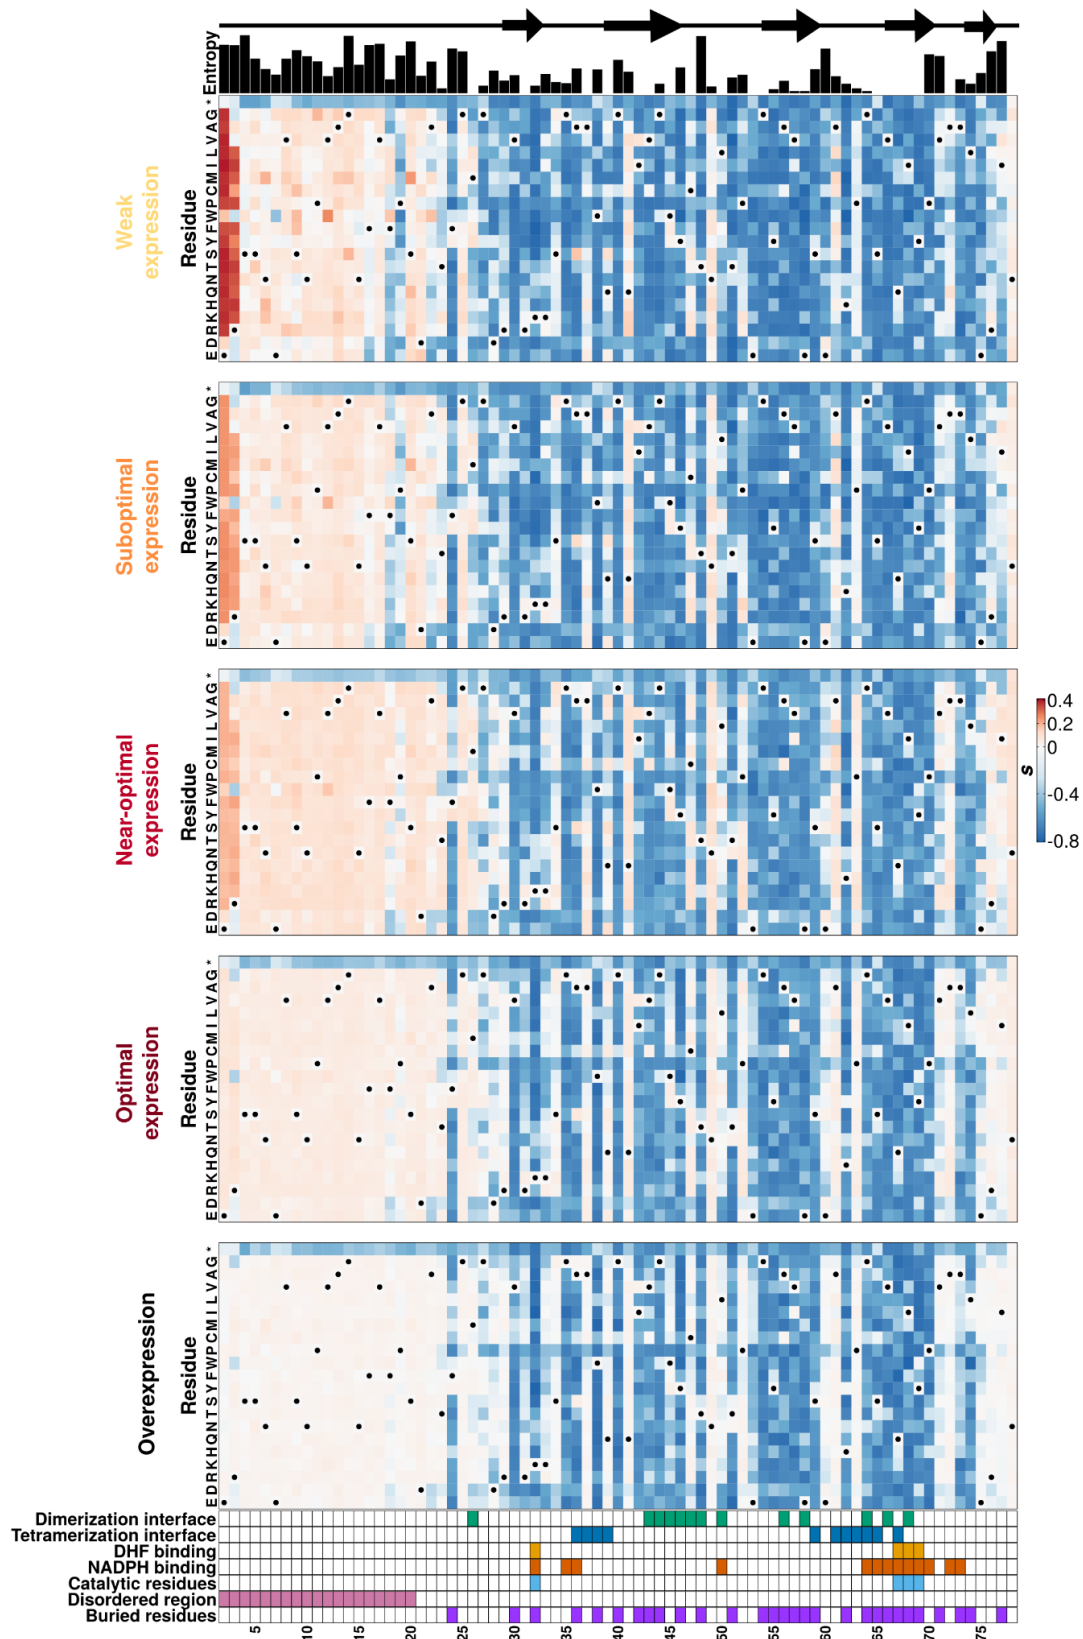 Entropy
Weak
expression
Residue
E D R K H Q N T S Y F W P C M I L V A G *
Suboptimal
expression
Residue
E D R K H Q N T S Y F W P C M I L V A G *
Near-optimal
expression
Residue
E D R K H Q N T S Y F W P C M I L V A G *
0.4
0.2
0
-0.4
-0.8
s
Optimal
expression
Residue
E D R K H Q N T S Y F W P C M I L V A G *
Overexpression
Residue
E D R K H Q N T S Y F W P C M I L V A G *
Dimerization interface
Tetramerization interface
DHF binding
NADPH binding
Catalytic residues
Disordered region
Buried residues
5 10 15 20 25 30 35 40 45 50 55 60 65 70 75